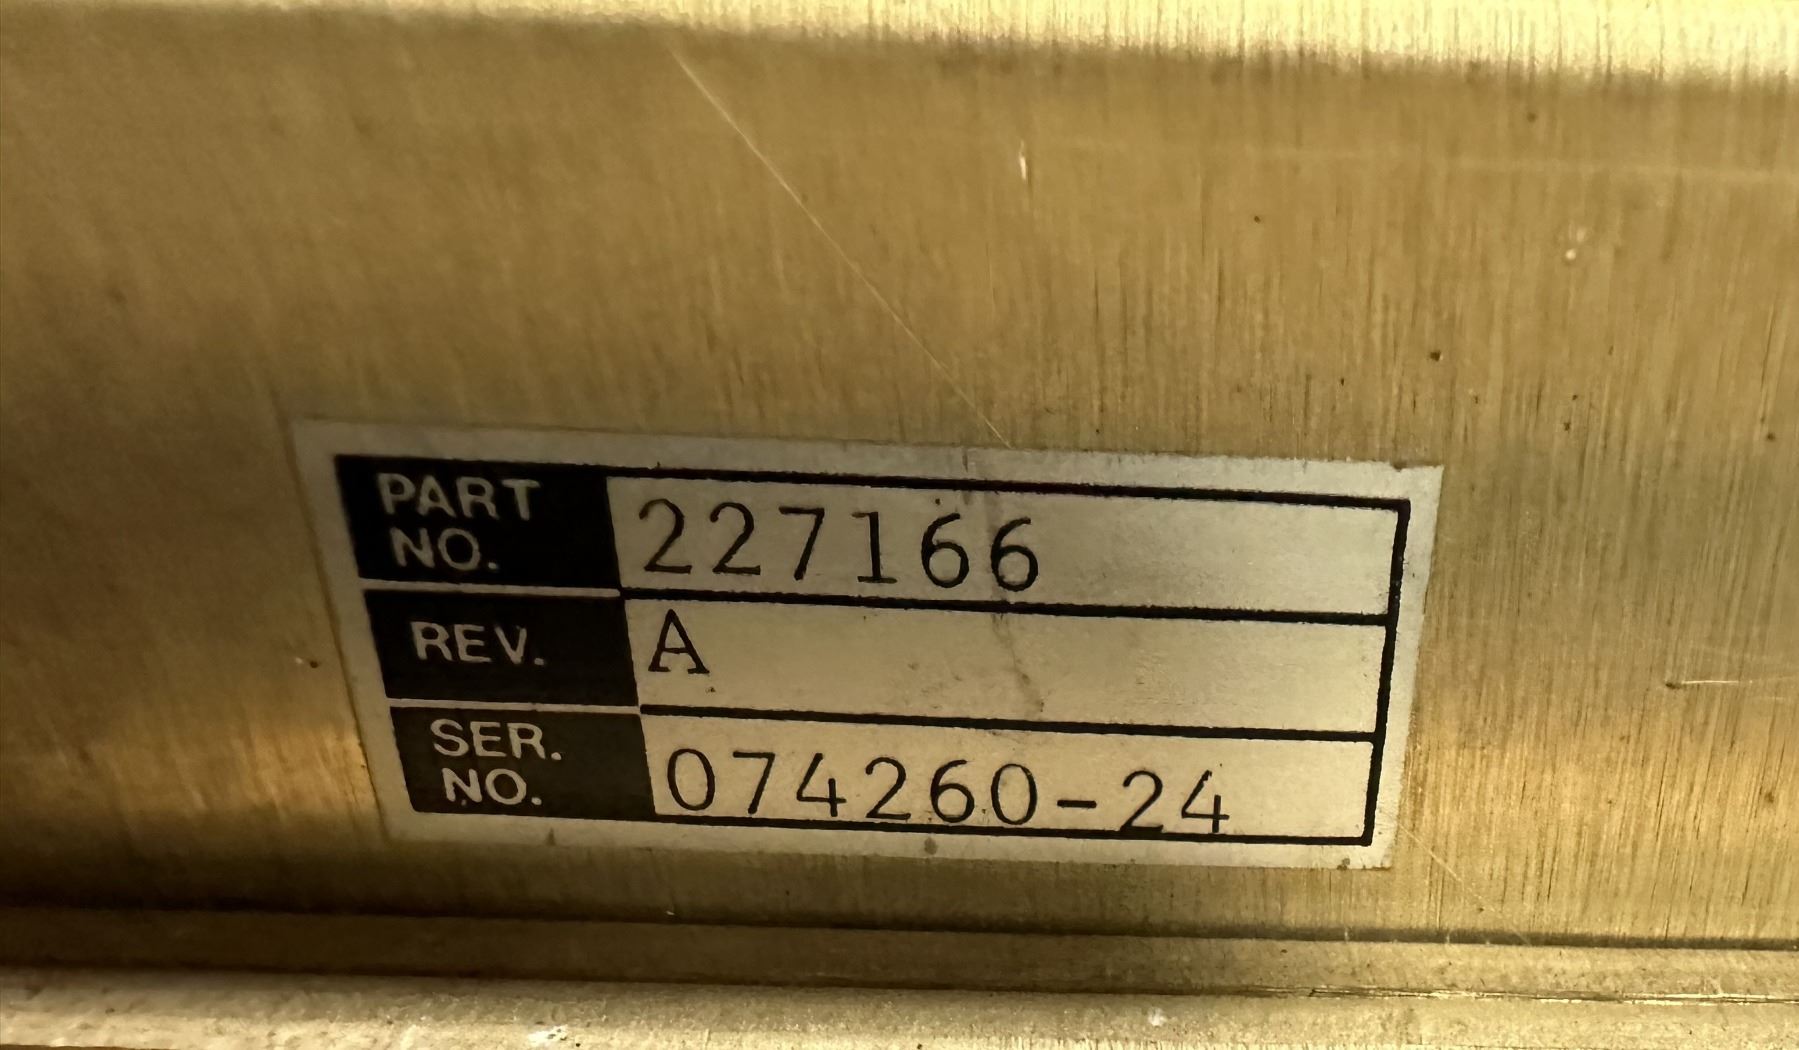 PART NO. 227166
REV. A
SER. NO. 074260-24